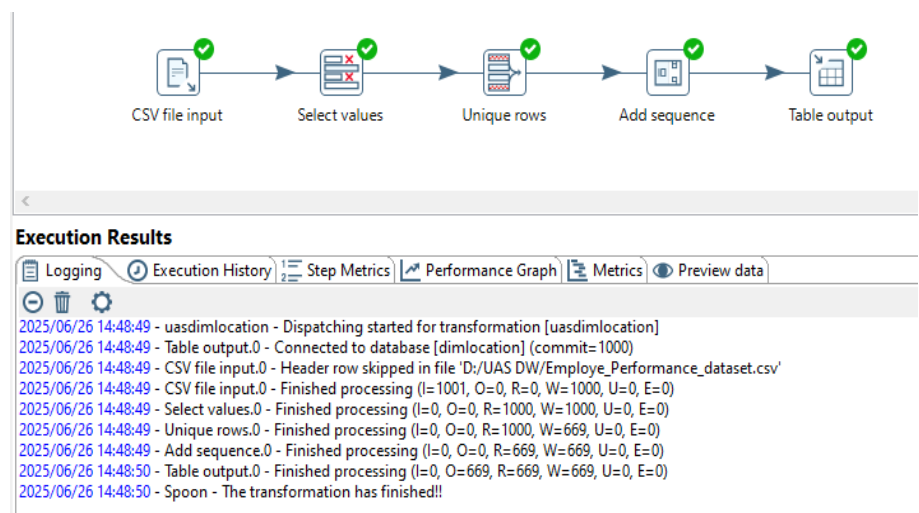 CSV file input Select values Unique rows Add sequence Table output
Execution Results
Logging Execution History Step Metrics Performance Graph Metrics Preview data
2025/06/26 14:48:49 - uasdimlocation - Dispatching started for transformation [uasdimlocation]
2025/06/26 14:48:49 - Table output.0 - Connected to database [dimlocation] (commit=1000)
2025/06/26 14:48:49 - CSV file input.0 - Header row skipped in file 'D:/UAS DW/Employe_Performance_dataset.csv'
2025/06/26 14:48:49 - CSV file input.0 - Finished processing (I=1001, O=0, R=0, W=1000, U=0, E=0)
2025/06/26 14:48:49 - Select values.0 - Finished processing (I=0, O=0, R=1000, W=1000, U=0, E=0)
2025/06/26 14:48:49 - Unique rows.0 - Finished processing (I=0, O=0, R=1000, W=669, U=0, E=0)
2025/06/26 14:48:49 - Add sequence.0 - Finished processing (I=0, O=0, R=669, W=669, U=0, E=0)
2025/06/26 14:48:50 - Table output.0 - Finished processing (I=0, O=669, R=669, W=669, U=0, E=0)
2025/06/26 14:48:50 - Spoon - The transformation has finished!!